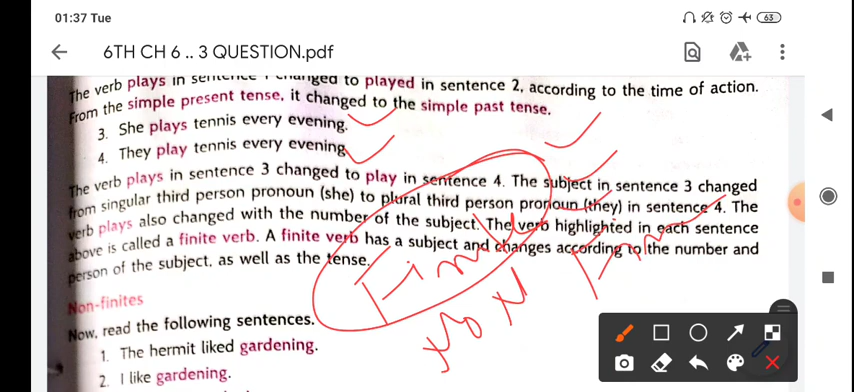 01:37 Tue
63
6TH CH 6 .. 3 QUESTION.pdf
The verb plays in sentence 1 changed to played in sentence 2, according to the time of action.
From the simple present tense, it changed to the simple past tense.
3. She plays tennis every evening.
4. They play tennis every evening
The verb plays in sentence 3 changed to play in sentence 4. The subject in sentence 3 changed
from singular third person pronoun (she) to plural third person pronoun (they) in sentence 4. The
verb plays also changed with the number of the subject. The verb highlighted in each sentence
above is called a finite verb. A finite verb has a subject and changes according to the number and
person of the subject, as well as the tense.
Finite
Non
Non-finites
Now, read the following sentences.
1. The hermit liked gardening.
2. I like gardening.